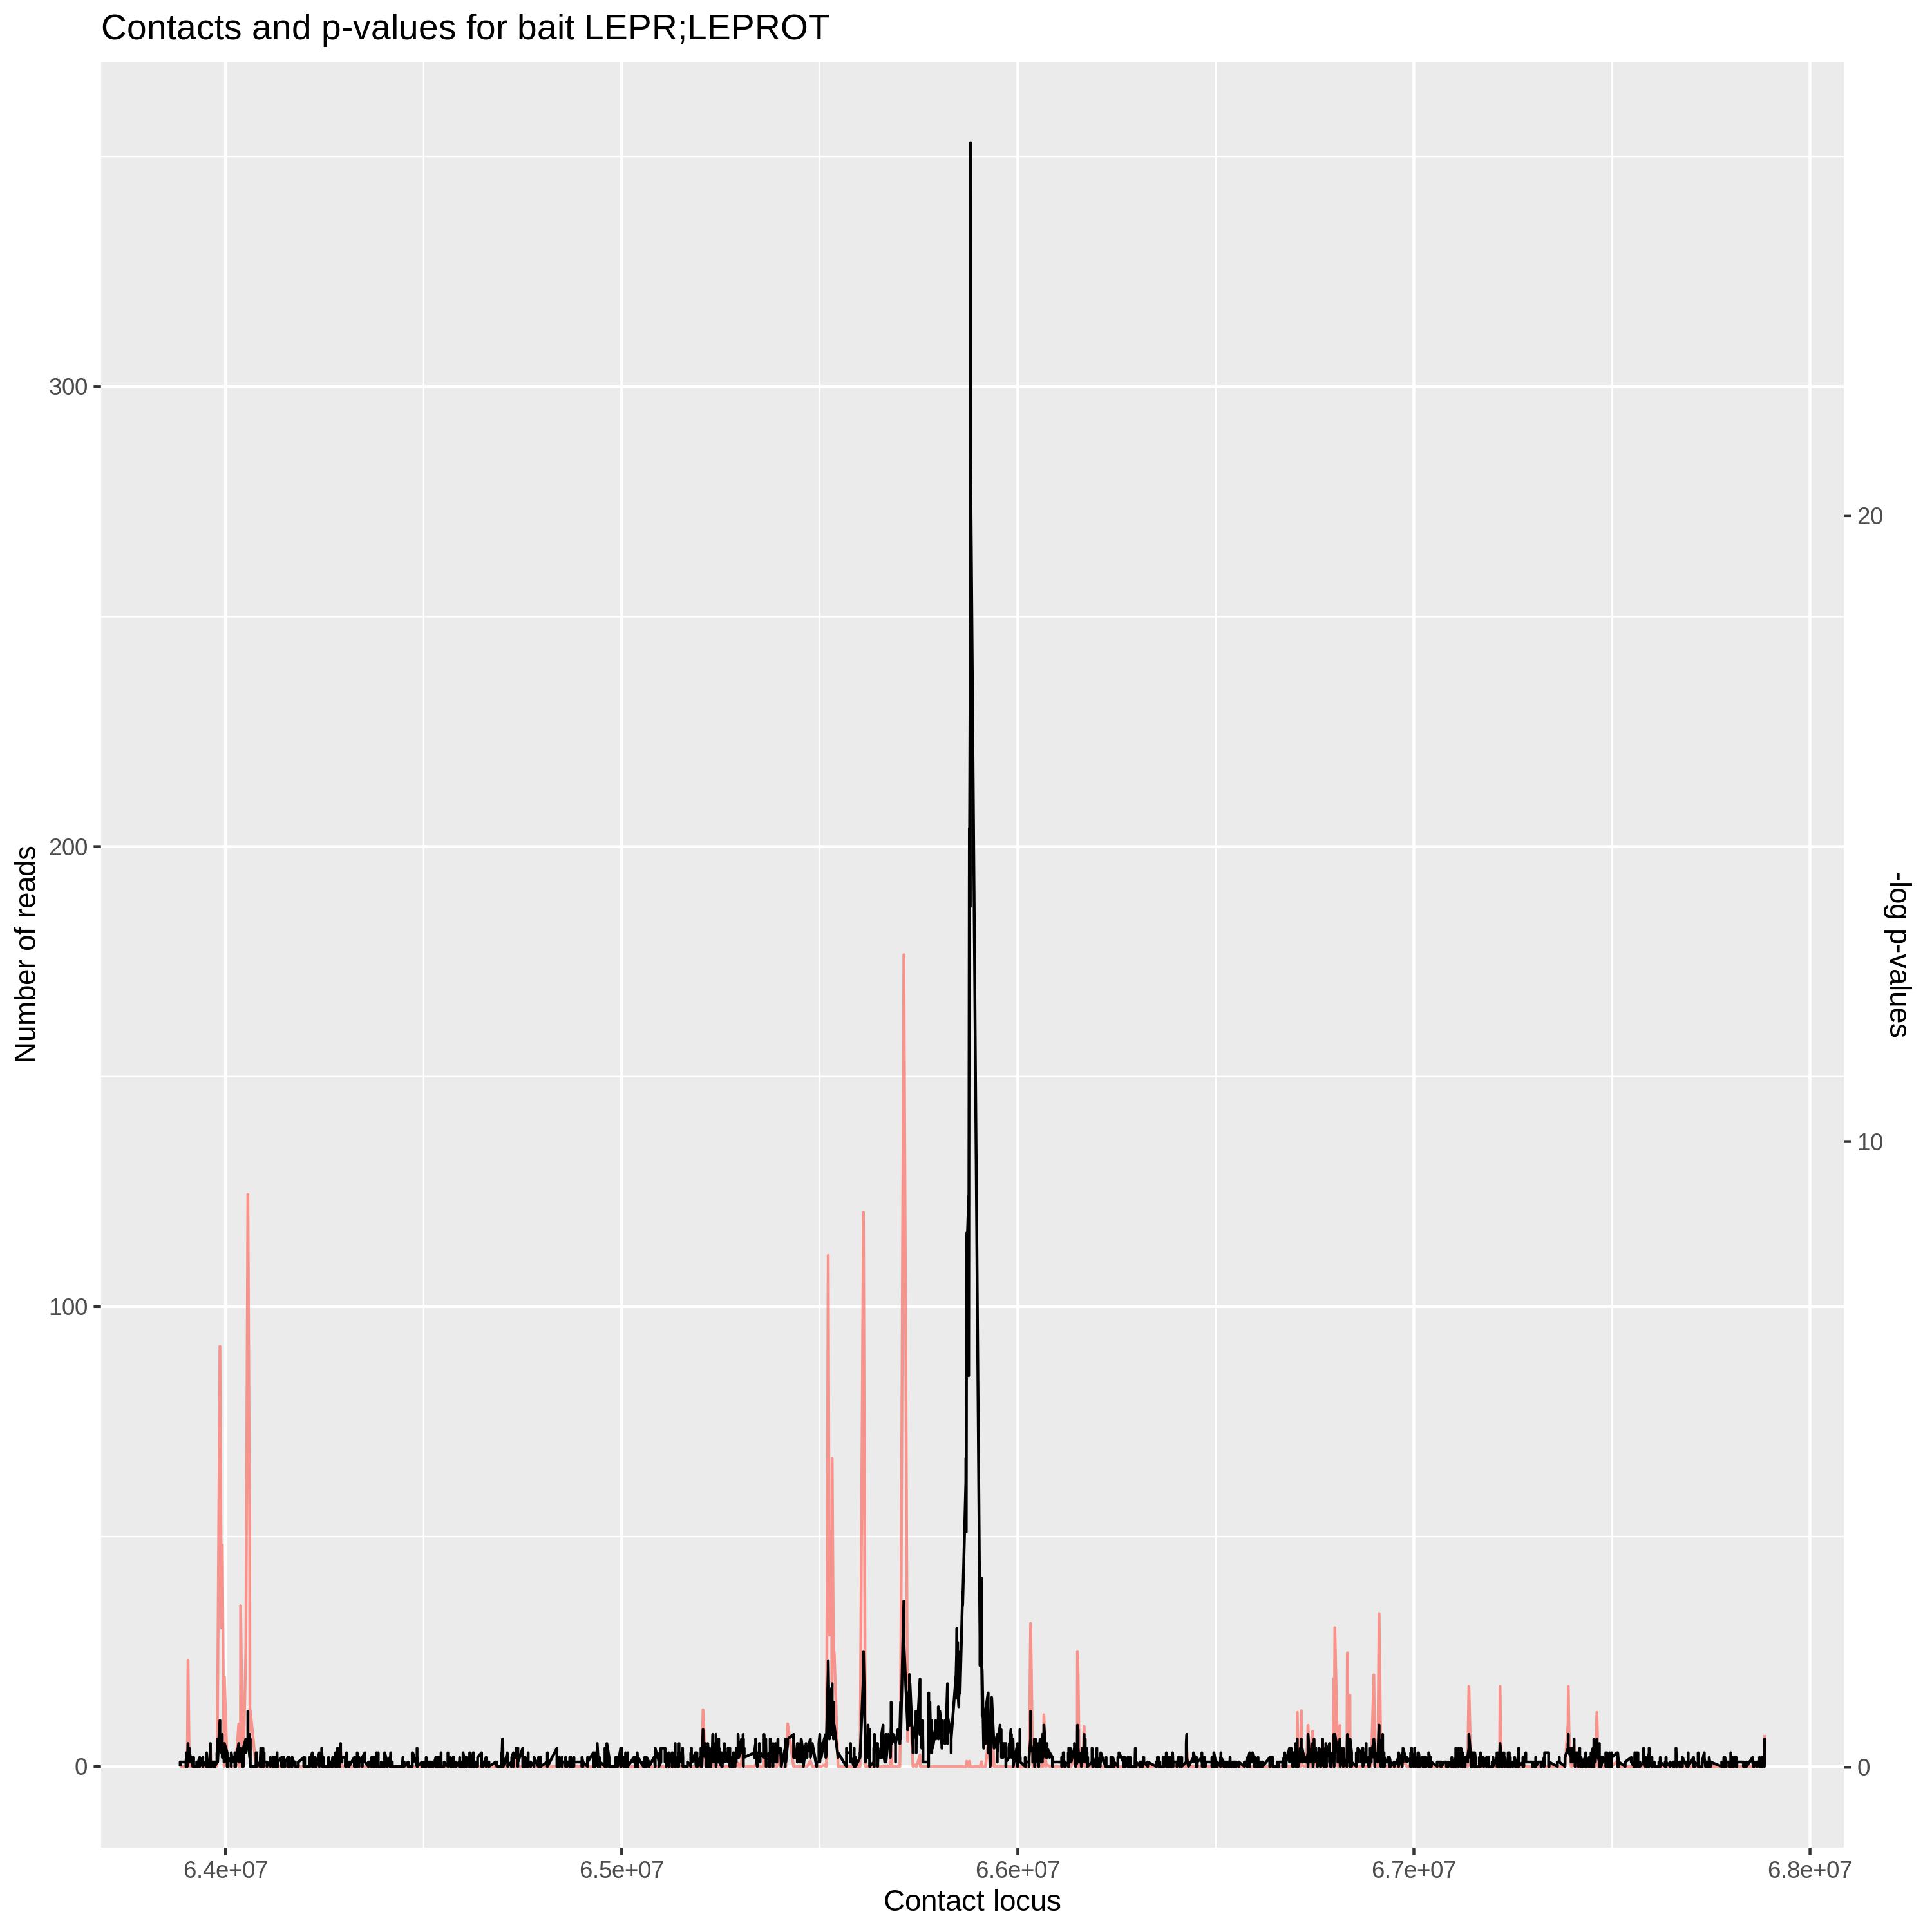 Contacts and p-values for bait LEPR;LEPROT
300
200
100
0
Number of reads
20
10
0
-log p-values
6.4e+07
6.5e+07
6.6e+07
6.7e+07
6.8e+07
Contact locus